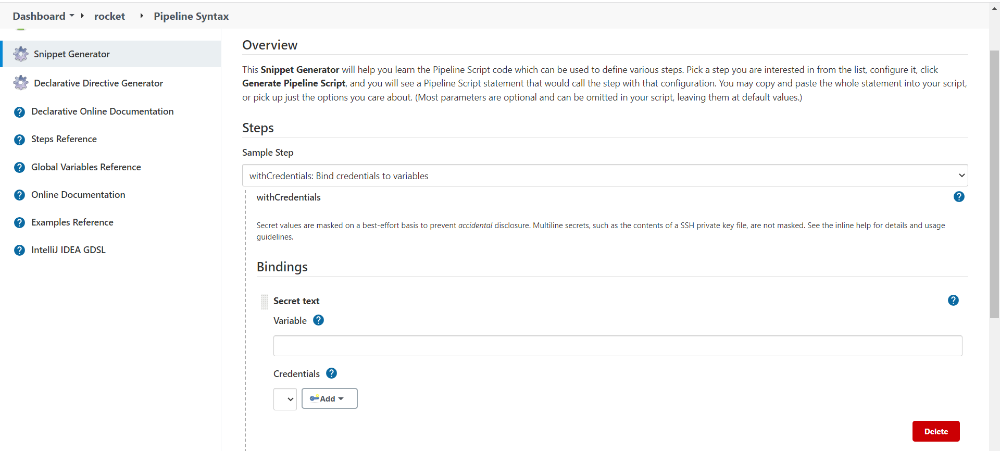 Dashboard rocket Pipeline Syntax
Snippet Generator
Declarative Directive Generator
Declarative Online Documentation
Steps Reference
Global Variables Reference
Online Documentation
Examples Reference
IntelliJ IDEA GDSL
Overview
This Snippet Generator will help you learn the Pipeline Script code which can be used to define various steps. Pick a step you are interested in from the list, configure it, click
Generate Pipeline Script, and you will see a Pipeline Script statement that would call the step with that configuration. You may copy and paste the whole statement into your script,
or pick up just the options you care about. (Most parameters are optional and can be omitted in your script, leaving them at default values.)
Steps
Sample Step
withCredentials: Bind credentials to variables
withCredentials
?
Secret values are masked on a best-effort basis to prevent accidental disclosure. Multiline secrets, such as the contents of a SSH private key file, are not masked. See the inline help for details and usage
guidelines.
Bindings
Secret text
?
Variable ?
Credentials ?
Add
Delete